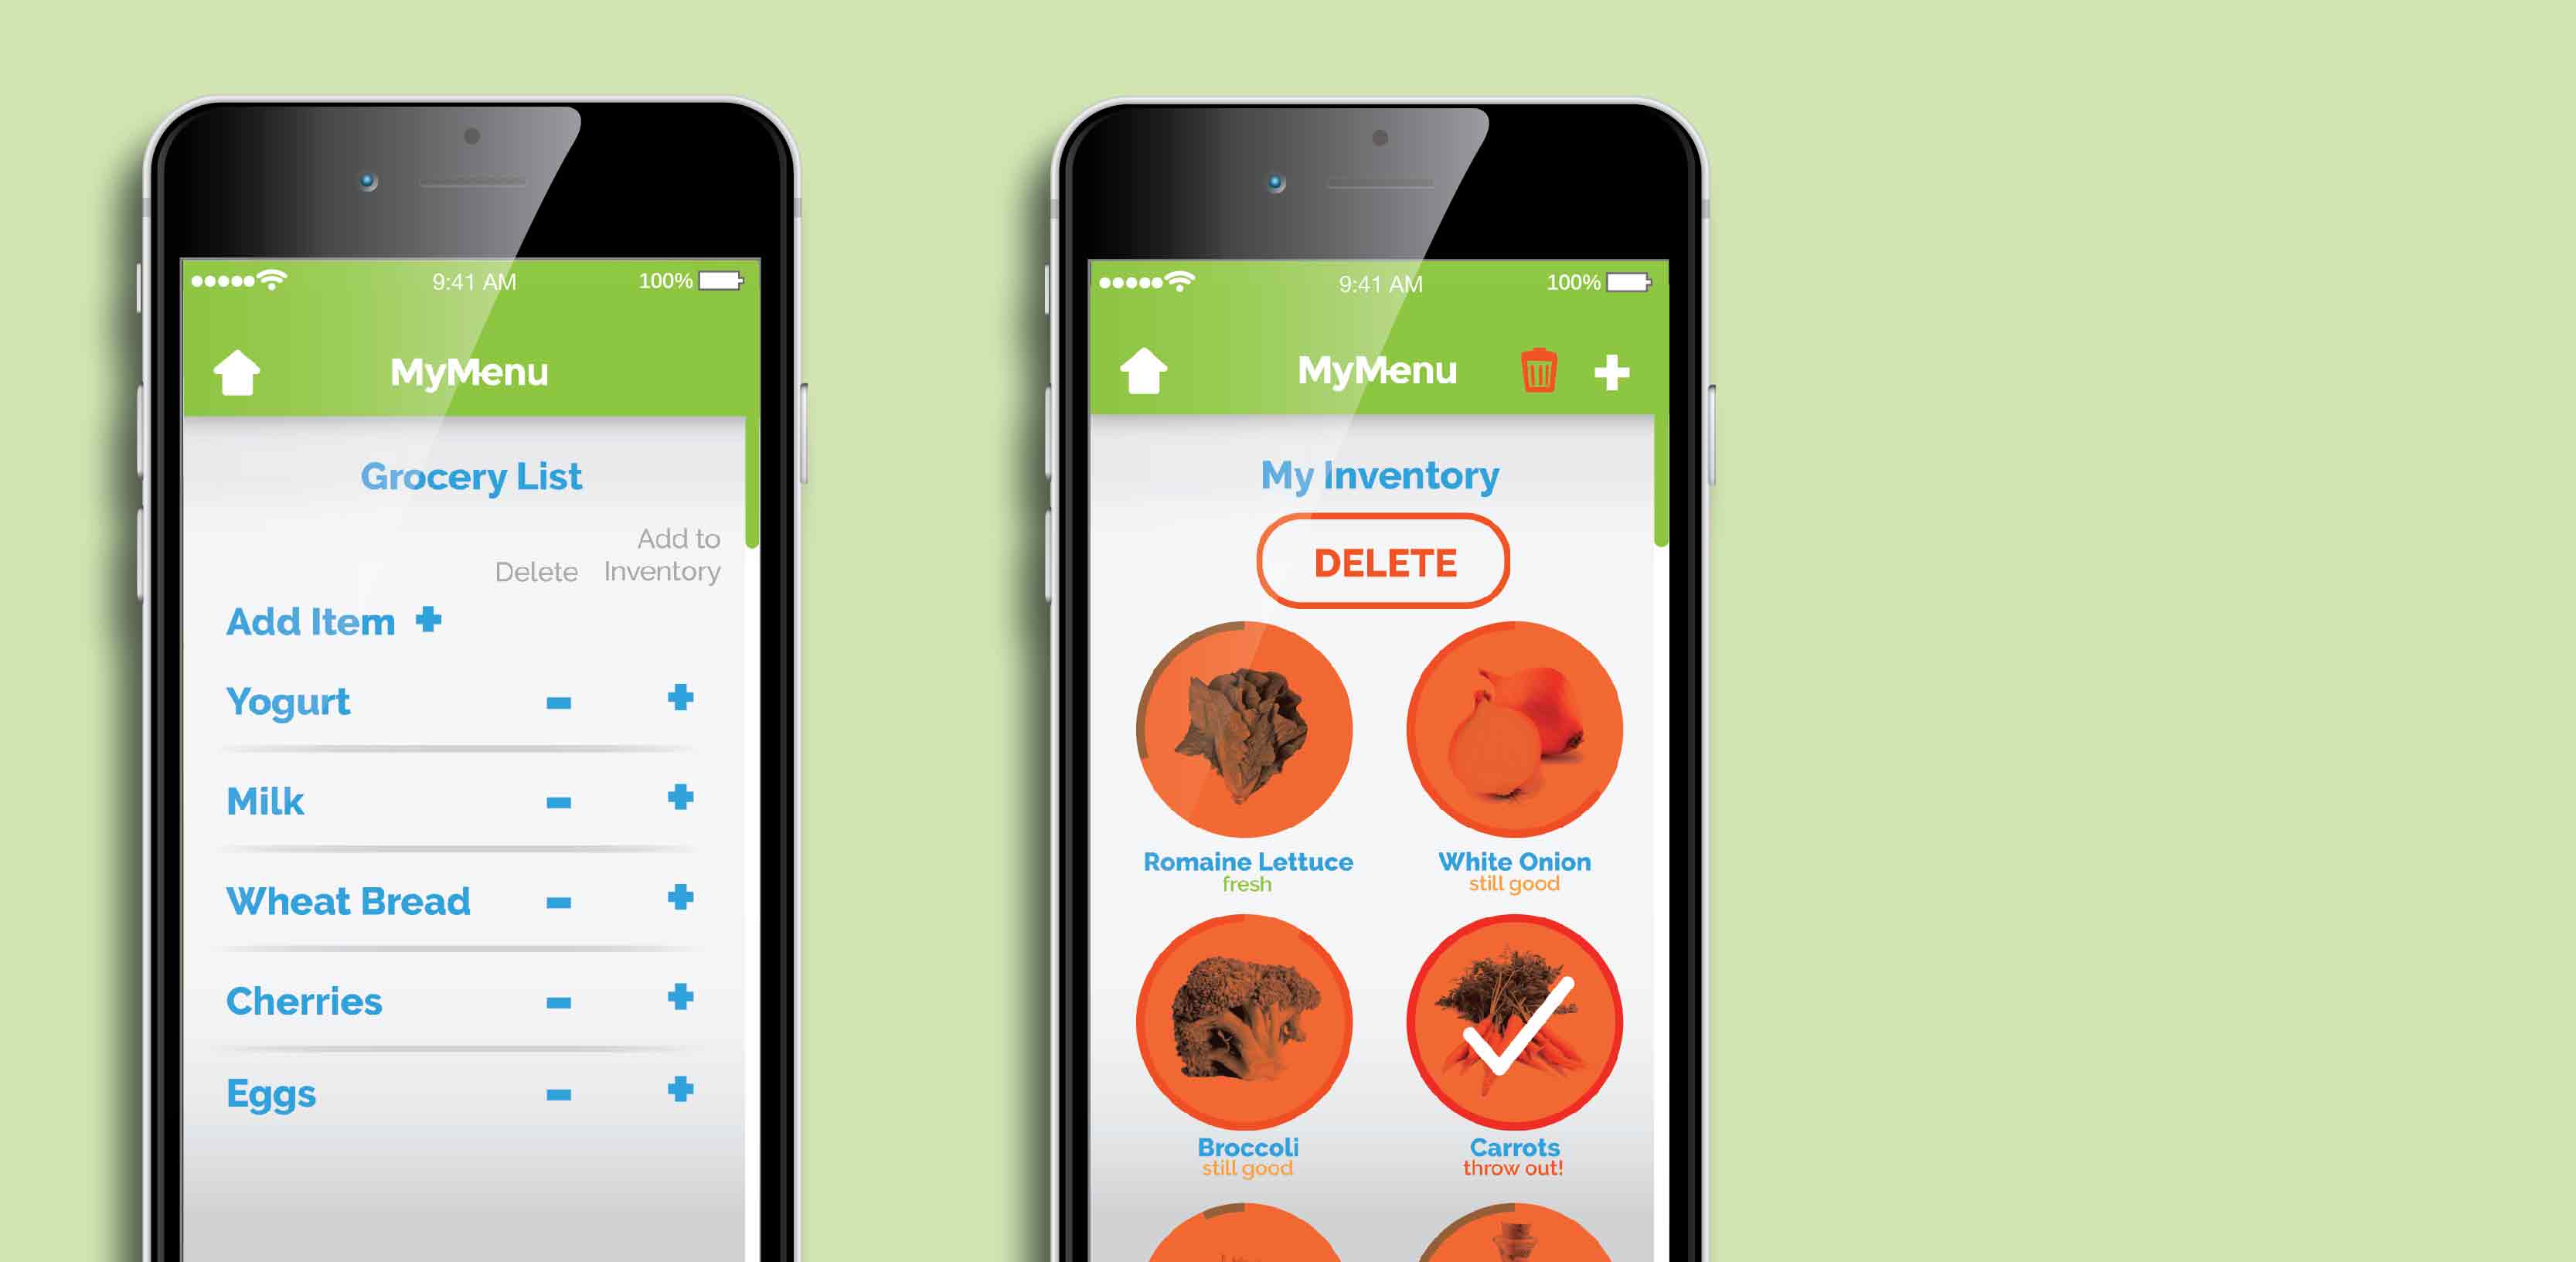 9:41 AM
100%
MyMenu
Grocery List
Delete
Add to
Inventory
Add Item +
Yogurt - +
Milk - +
Wheat Bread - +
Cherries - +
Eggs - +
9:41 AM
100%
MyMenu +
My Inventory
DELETE
Romaine Lettuce
fresh
White Onion
still good
Broccoli
still good
Carrots
throw out!